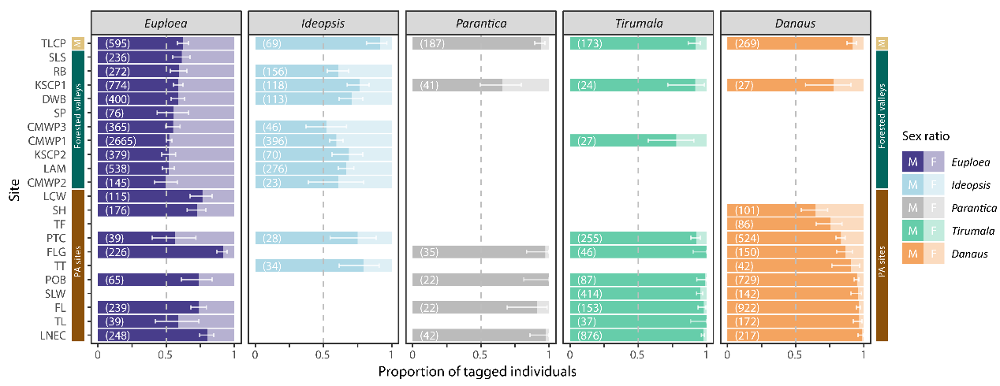 Euploea Ideopsis Parantica Tirumala Danaus
TLCP M (595) (69) (187) (173) (269) M
SLS (236)
RB (272) (156)
KSCP1 (774) (118) (41) (24) (27)
DWB (400) (113)
SP (76)
CMWP3 (365) (46)
CMWP1 (2665) (396) (27)
KSCP2 (379) (70)
LAM (538) (276)
CMWP2 (145) (23)
LCW (115)
SH (176) (101)
TF (86)
PTC (39) (28) (255) (524)
FLG (226) (35) (46) (150)
TT (34) (42)
POB (65) (22) (87) (729)
SLW (414) (142)
FL (239) (22) (153) (922)
TL (39) (37) (172)
LNEC (248) (42) (876) (217)
Forested valleys
PA sites
Forested valleys
PA sites
Site
0 0.5 1 0 0.5 1 0 0.5 1 0 0.5 1 0 0.5 1
Proportion of tagged individuals
Sex ratio
M F Euploea
M F Ideopsis
M F Parantica
M F Tirumala
M F Danaus